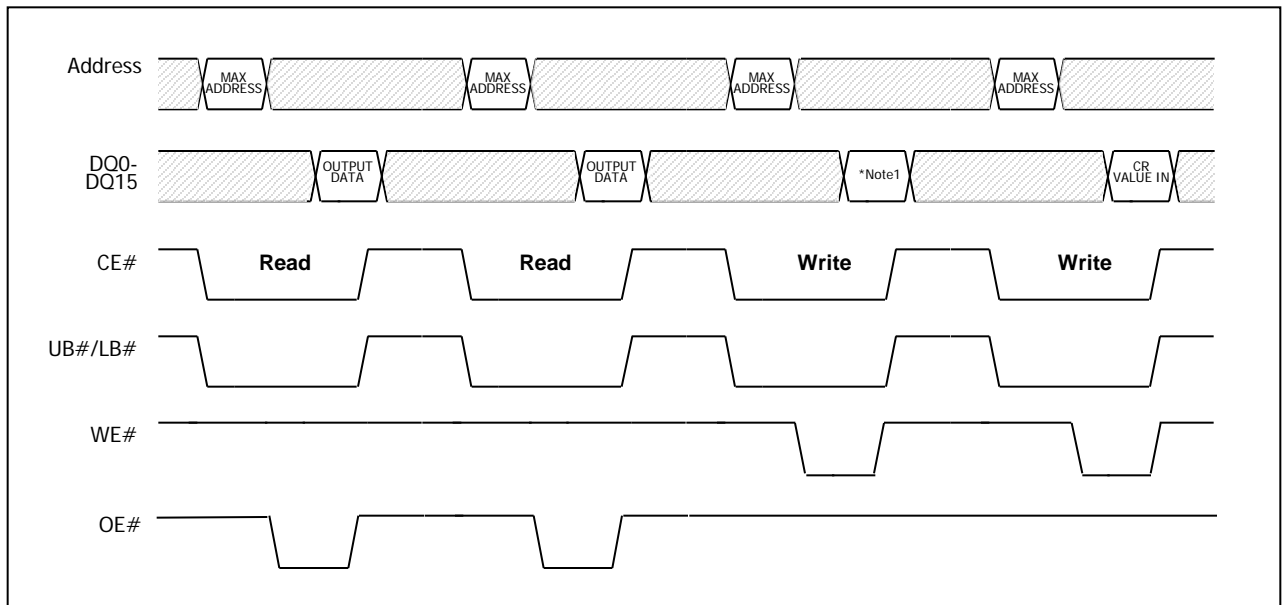 Address
MAX
ADDRESS
MAX
ADDRESS
MAX
ADDRESS
MAX
ADDRESS
DQ0-
DQ15
OUTPUT
DATA
OUTPUT
DATA
*Note1
CR
VALUE IN
CE#
Read
Read
Write
Write
UB#/LB#
WE#
OE#